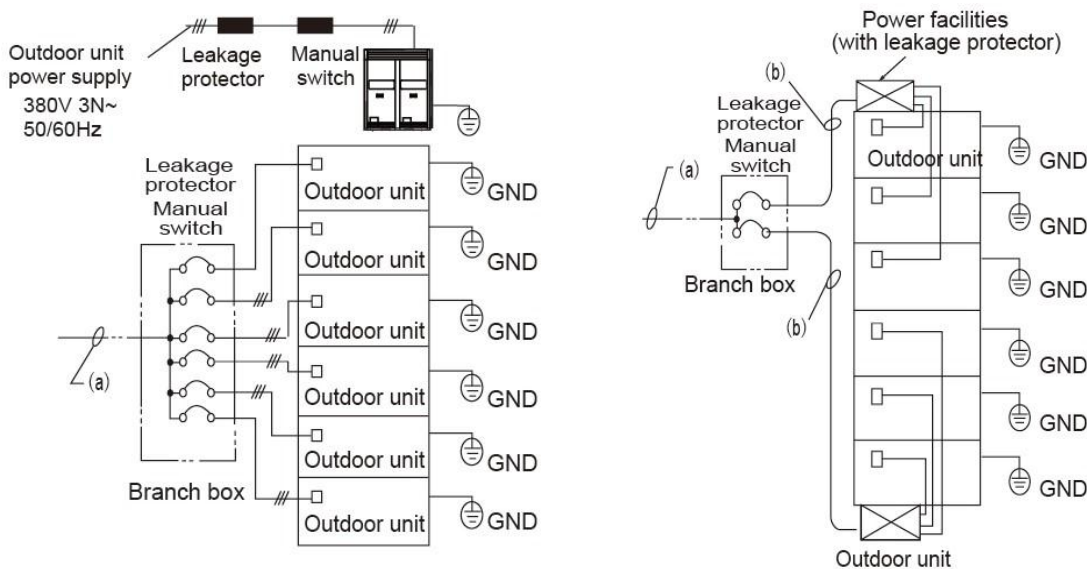 Outdoor unit
power supply
380V 3N~
50/60Hz
Leakage
protector
Manual
switch
Leakage
protector
Manual
switch
(a)
Branch box
Outdoor unit
GND
Outdoor unit
GND
Outdoor unit
GND
Outdoor unit
GND
Outdoor unit
GND
Outdoor unit
GND
Power facilities
(with leakage protector)
(b)
Leakage
protector
Manual
switch
(a)
Branch box
(b)
Outdoor unit
GND
GND
GND
GND
GND
GND
Outdoor unit